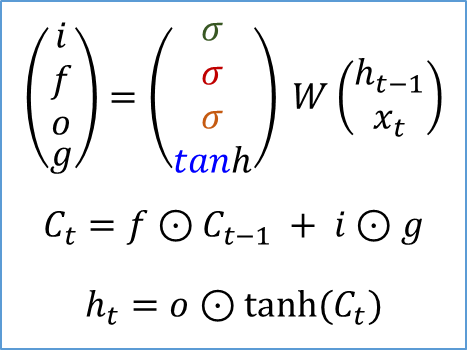 (i f o g) = (σ σ σ tanh) W (h_{t−1} x_t)
C_t = f ⊙ C_{t−1} + i ⊙ g
h_t = o ⊙ tanh(C_t)